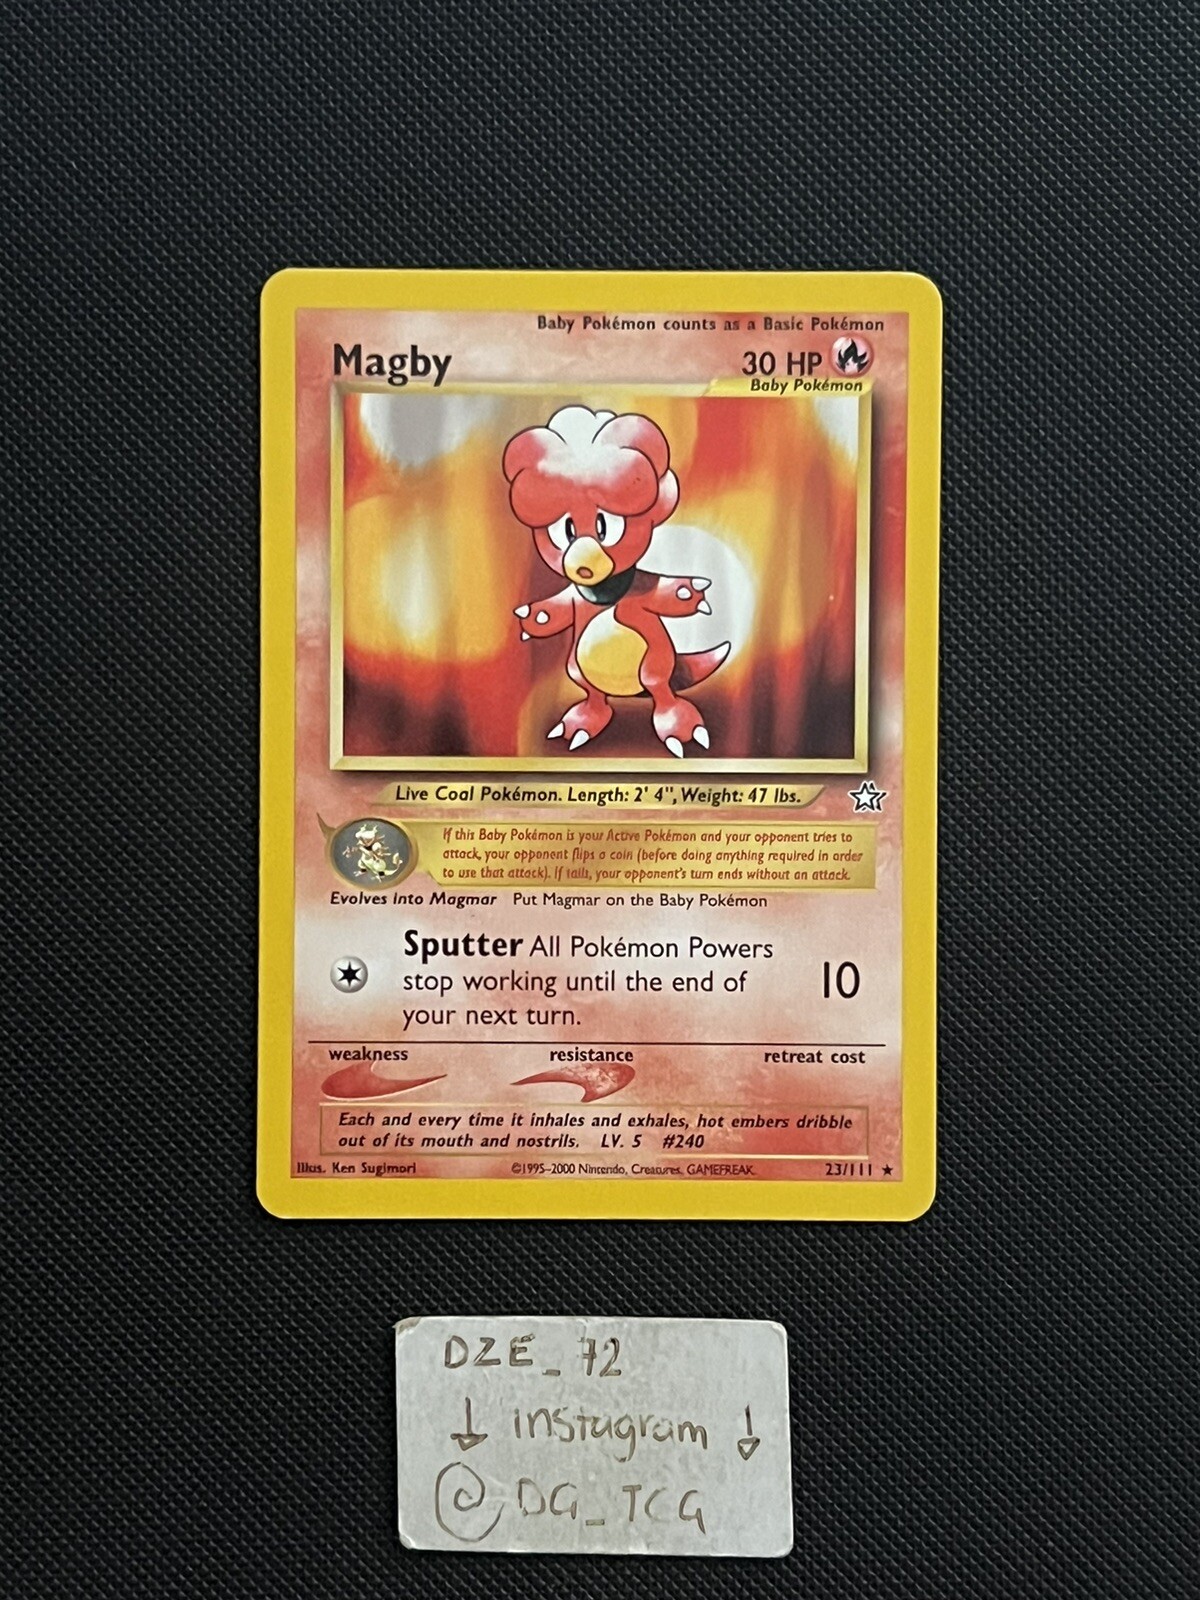 Baby Pokémon counts as a Basic Pokémon
Magby
30 HP
Baby Pokémon
Live Coal Pokémon. Length: 2' 4", Weight: 47 lbs.
If this Baby Pokémon is your Active Pokémon and your opponent tries to
attack, your opponent flips a coin (before doing anything required in order
to use that attack). If tails, your opponent's turn ends without an attack.
Evolves into Magmar Put Magmar on the Baby Pokémon
Sputter All Pokémon Powers
stop working until the end of
your next turn.
10
weakness resistance retreat cost
Each and every time it inhales and exhales, hot embers dribble
out of its mouth and nostrils. LV. 5 #240
Illus. Ken Sugimori ©1995-2000 Nintendo, Creatures, GAMEFREAK. 23/111 ★
DZE_72
↓ instagram ↓
@DG_TCG